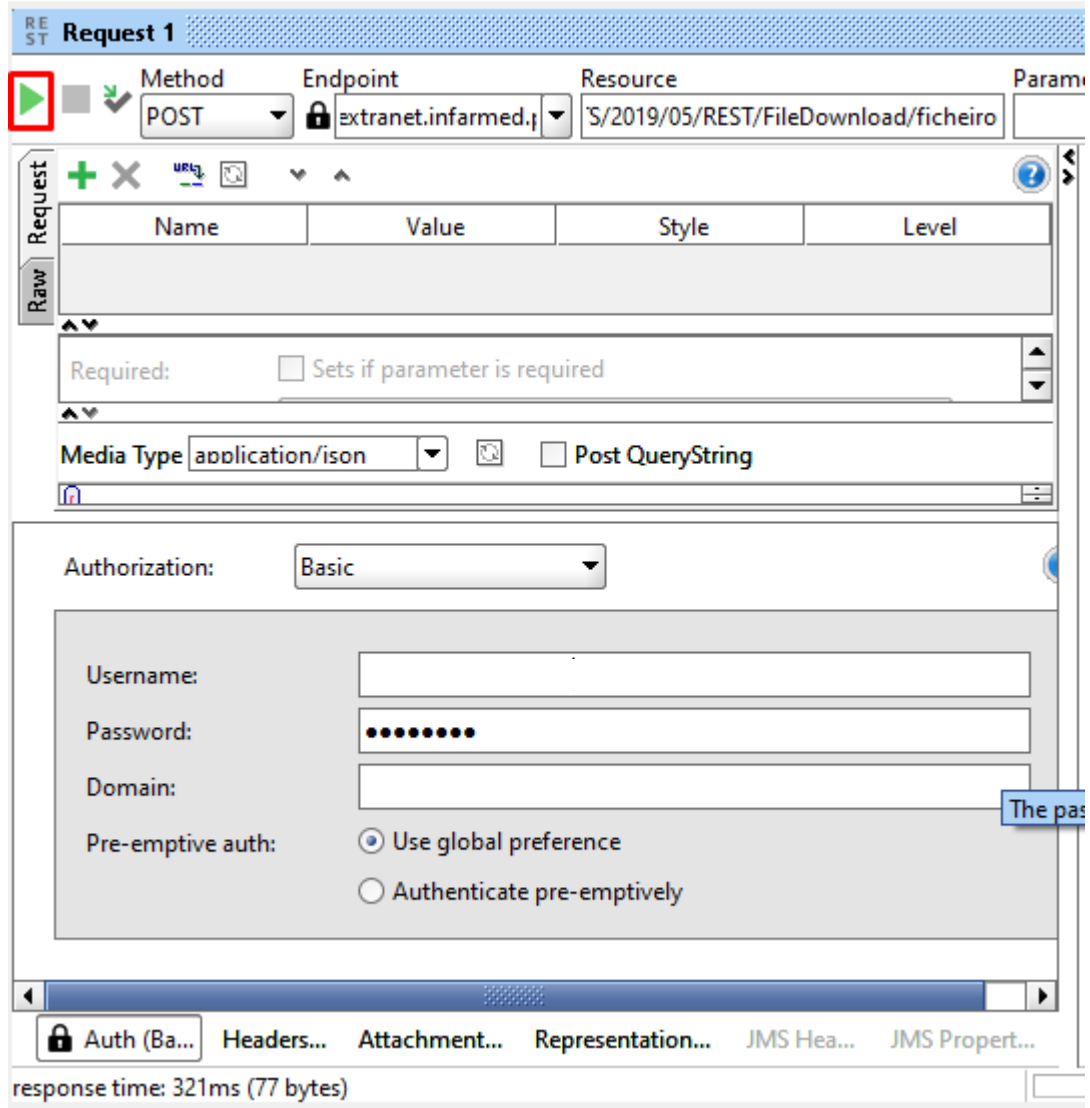 REST Request 1
Method Endpoint Resource Parame
POST extranet.infarmed.p 'S/2019/05/REST/FileDownload/ficheiro
Request
Raw
URL
Name Value Style Level
Required: Sets if parameter is required
Media Type application/json Post QueryString
Authorization: Basic
Username:
Password: ●●●●●●●●
Domain:
The pas
Pre-emptive auth: Use global preference
Authenticate pre-emptively
Auth (Ba... Headers... Attachment... Representation... JMS Hea... JMS Propert...
response time: 321ms (77 bytes)